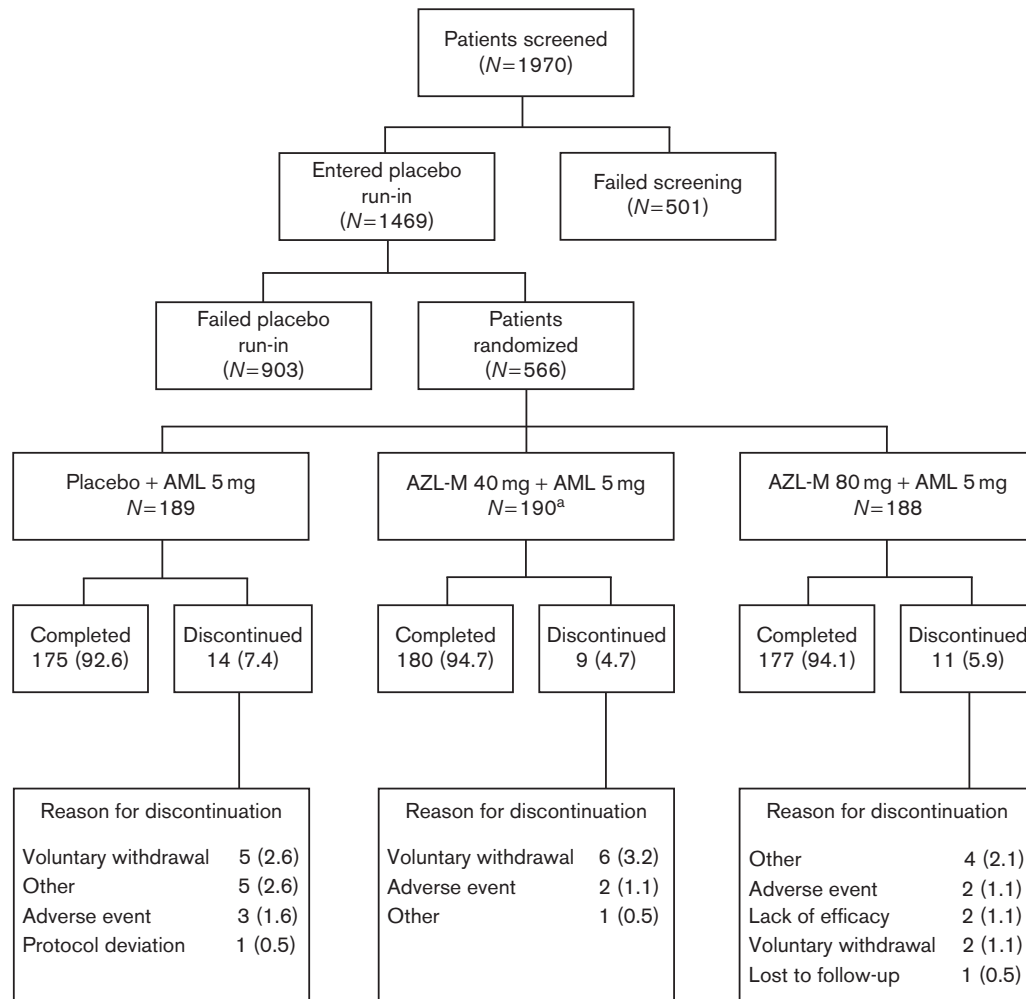 Patients screened
(N=1970)
Entered placebo
run-in
(N=1469)
Failed screening
(N=501)
Failed placebo
run-in
(N=903)
Patients
randomized
(N=566)
Placebo + AML 5 mg
N=189
AZL-M 40 mg + AML 5 mg
N=190ᵃ
AZL-M 80 mg + AML 5 mg
N=188
Completed
175 (92.6)
Discontinued
14 (7.4)
Completed
180 (94.7)
Discontinued
9 (4.7)
Completed
177 (94.1)
Discontinued
11 (5.9)
Reason for discontinuation
Voluntary withdrawal 5 (2.6)
Other 5 (2.6)
Adverse event 3 (1.6)
Protocol deviation 1 (0.5)
Reason for discontinuation
Voluntary withdrawal 6 (3.2)
Adverse event 2 (1.1)
Other 1 (0.5)
Reason for discontinuation
Other 4 (2.1)
Adverse event 2 (1.1)
Lack of efficacy 2 (1.1)
Voluntary withdrawal 2 (1.1)
Lost to follow-up 1 (0.5)